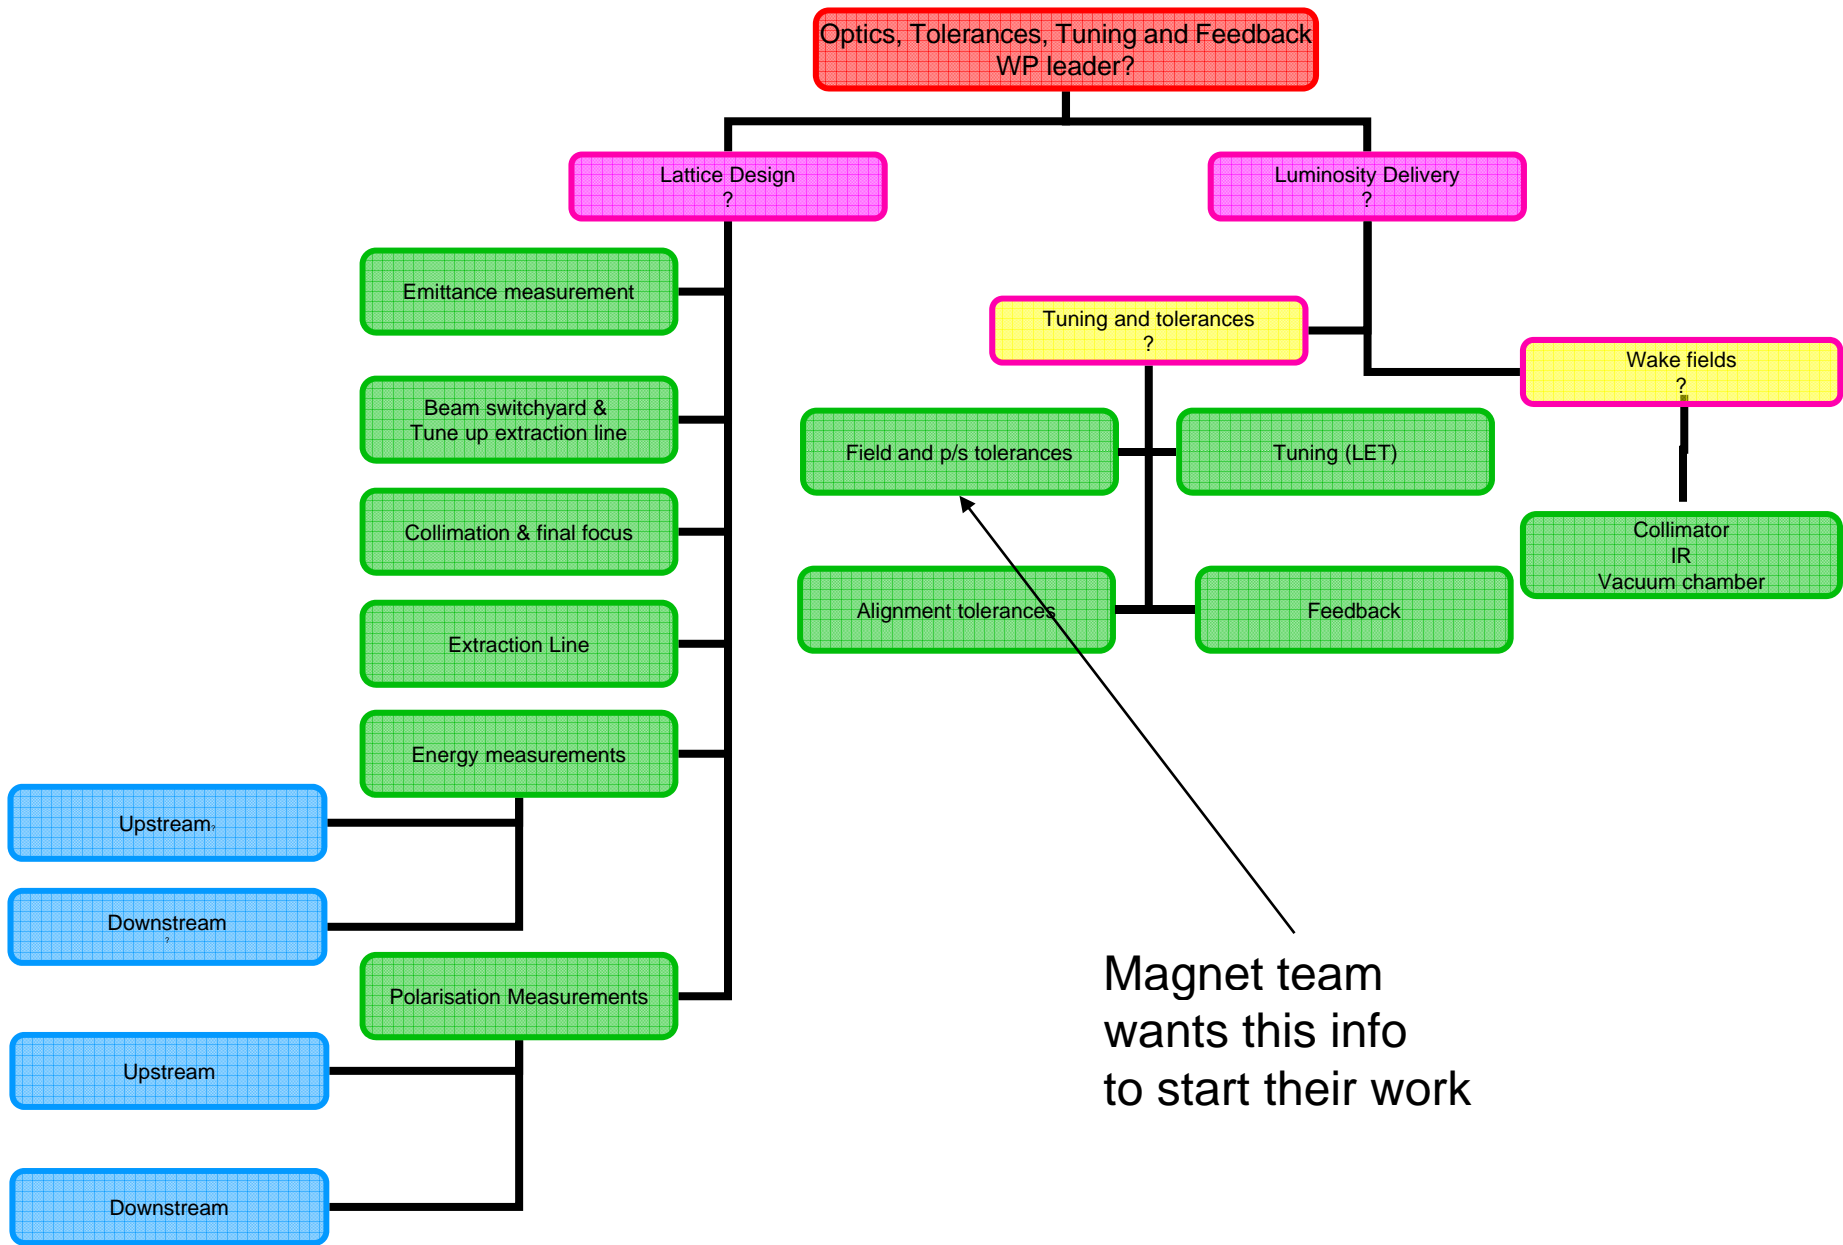 Optics, Tolerances, Tuning and Feedback
WP leader?
Lattice Design
?
Luminosity Delivery
?
Emittance measurement
Beam switchyard &
Tune up extraction line
Collimation & final focus
Extraction Line
Energy measurements
Upstream?
Downstream
?
Polarisation Measurements
Upstream
Downstream
Tuning and tolerances
?
Field and p/s tolerances
Tuning (LET)
Alignment tolerances
Feedback
Wake fields
?
Collimator
IR
Vacuum chamber
Magnet team
wants this info
to start their work